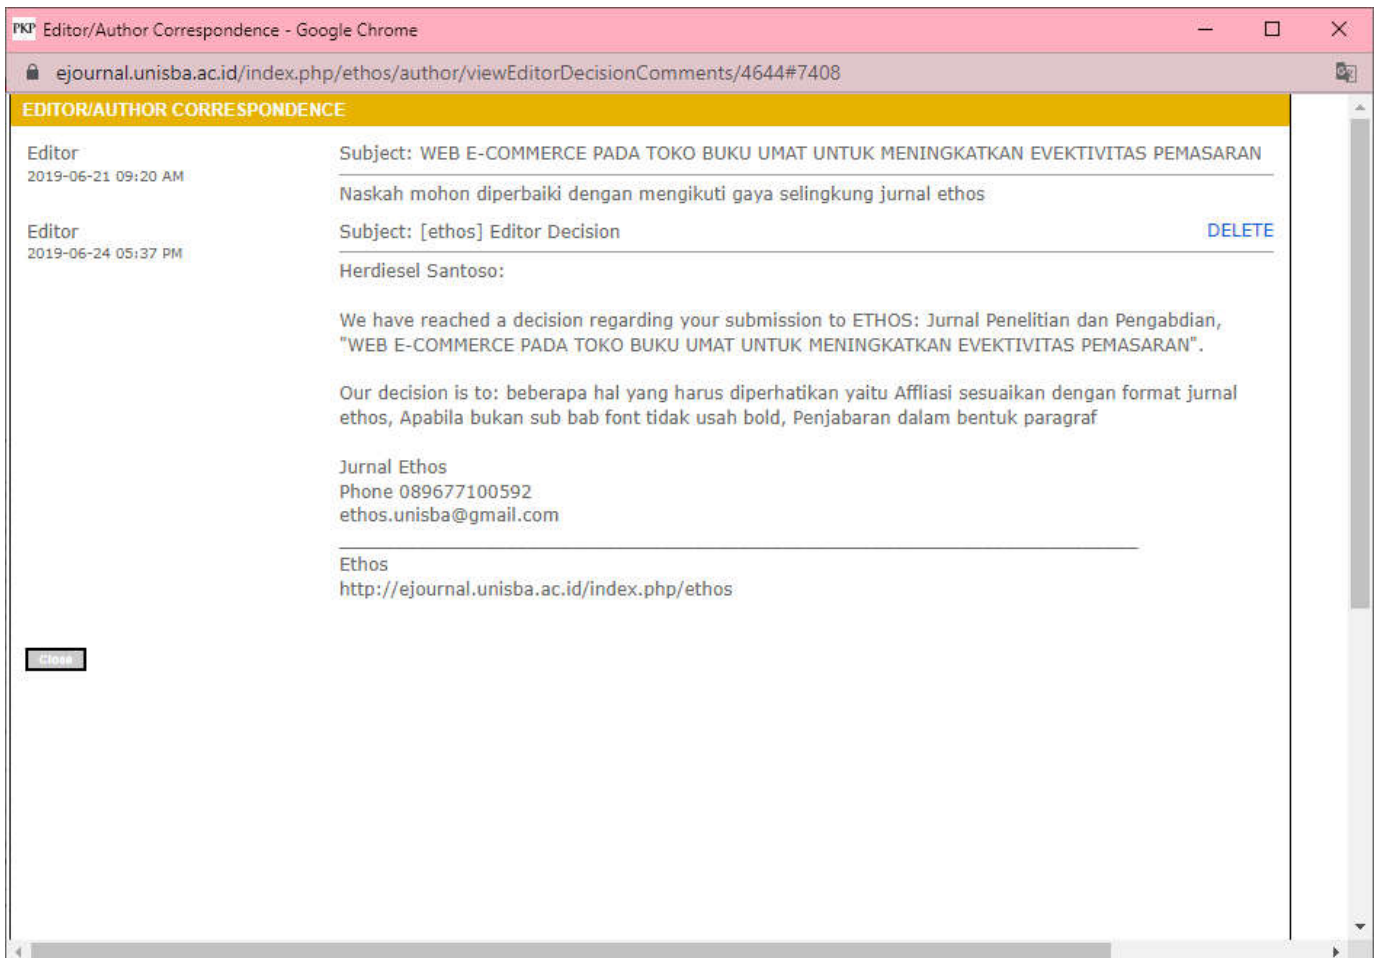 PKP Editor/Author Correspondence - Google Chrome
ejournal.unisba.ac.id/index.php/ethos/author/viewEditorDecisionComments/4644#7408
EDITOR/AUTHOR CORRESPONDENCE
Editor
2019-06-21 09:20 AM
Subject: WEB E-COMMERCE PADA TOKO BUKU UMAT UNTUK MENINGKATKAN EVEKTIVITAS PEMASARAN
Naskah mohon diperbaiki dengan mengikuti gaya selingkung jurnal ethos
Editor
2019-06-24 05:37 PM
Subject: [ethos] Editor Decision
DELETE
Herdiesel Santoso:
We have reached a decision regarding your submission to ETHOS: Jurnal Penelitian dan Pengabdian,
"WEB E-COMMERCE PADA TOKO BUKU UMAT UNTUK MENINGKATKAN EVEKTIVITAS PEMASARAN".
Our decision is to: beberapa hal yang harus diperhatikan yaitu Affliasi sesuaikan dengan format jurnal
ethos, Apabila bukan sub bab font tidak usah bold, Penjabaran dalam bentuk paragraf
Jurnal Ethos
Phone 089677100592
ethos.unisba@gmail.com
Ethos
http://ejournal.unisba.ac.id/index.php/ethos
Close